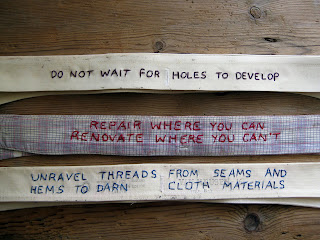 DO NOT WAIT FOR HOLES TO DEVELOP
REPAIR WHERE YOU CAN
RENOVATE WHERE YOU CAN'T
UNRAVEL THREADS FROM SEAMS AND
HEMS TO DARN CLOTH MATERIALS